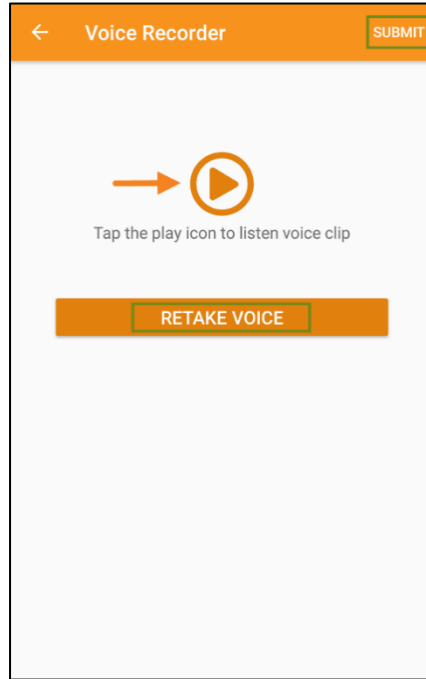 Voice Recorder
SUBMIT
Tap the play icon to listen voice clip
RETAKE VOICE